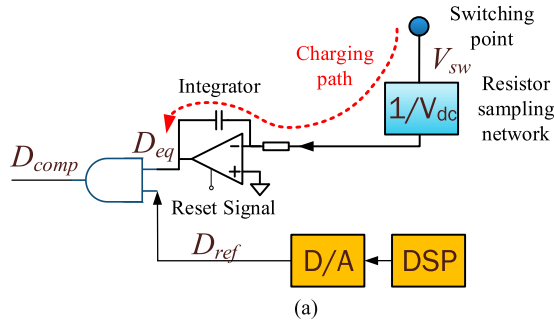 Switching
point
Charging
path
V_sw
Integrator
1/V_dc
Resistor
sampling
network
D_comp
D_eq
Reset Signal
D_ref
D/A
DSP
(a)